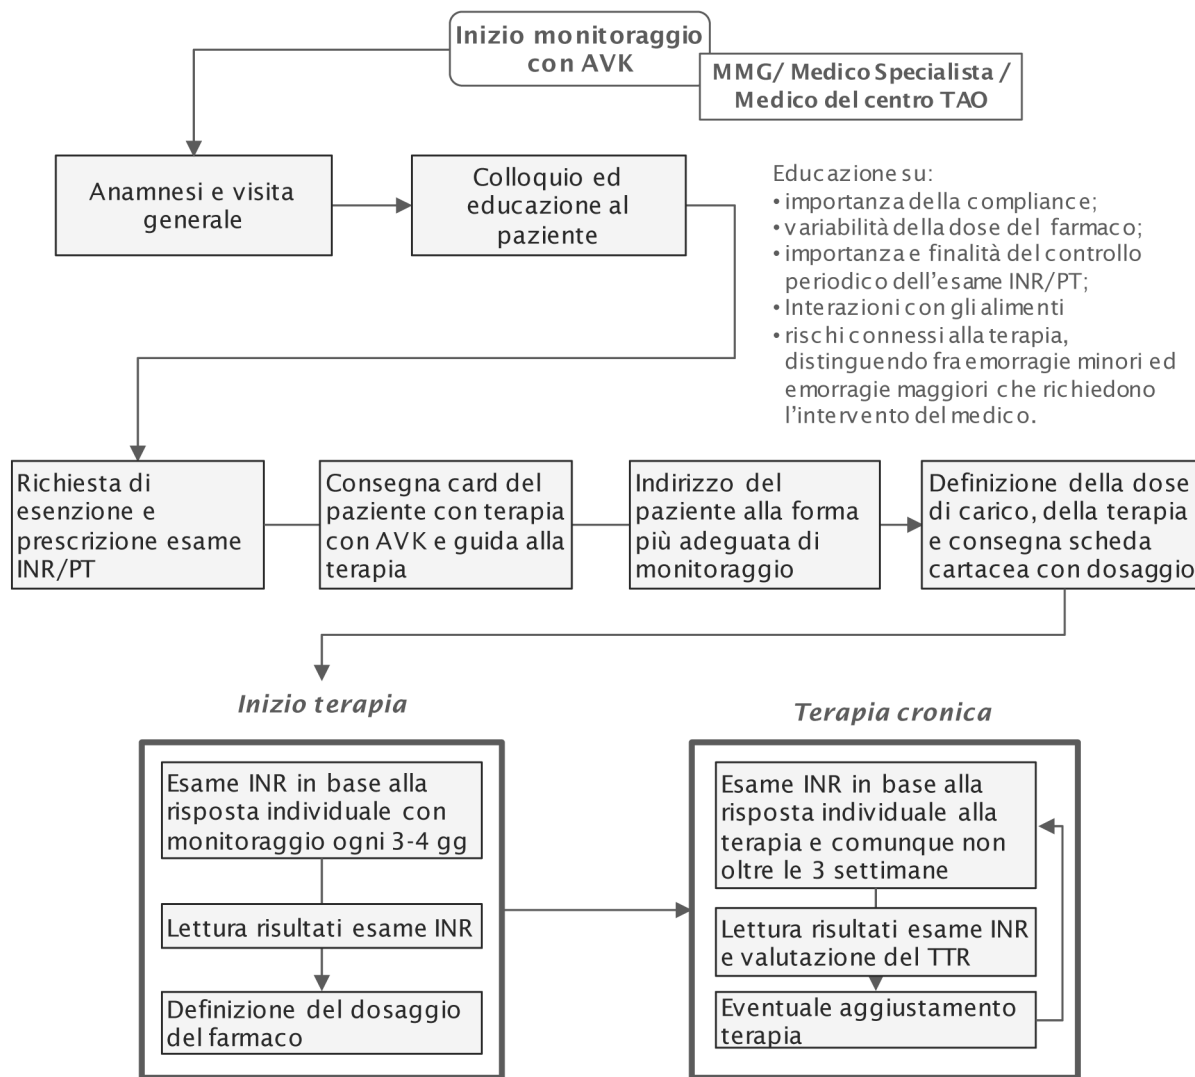 Inizio monitoraggio
con AVK
MMG/ Medico Specialista /
Medico del centro TAO
Anamnesi e visita
generale
Colloquio ed
educazione al
paziente
Educazione su:
• importanza della compliance;
• variabilità della dose del farmaco;
• importanza e finalità del controllo
periodico dell'esame INR/PT;
• Interazioni con gli alimenti
• rischi connessi alla terapia,
distinguendo fra emorragie minori ed
emorragie maggiori che richiedono
l'intervento del medico.
Richiesta di
esenzione e
prescrizione esame
INR/PT
Consegna card del
paziente con terapia
con AVK e guida alla
terapia
Indirizzo del
paziente alla forma
più adeguata di
monitoraggio
Definizione della dose
di carico, della terapia
e consegna scheda
cartacea con dosaggio
Inizio terapia
Esame INR in base alla
risposta individuale con
monitoraggio ogni 3-4 gg
Lettura risultati esame INR
Definizione del dosaggio
del farmaco
Terapia cronica
Esame INR in base alla
risposta individuale alla
terapia e comunque non
oltre le 3 settimane
Lettura risultati esame INR
e valutazione del TTR
Eventuale aggiustamento
terapia